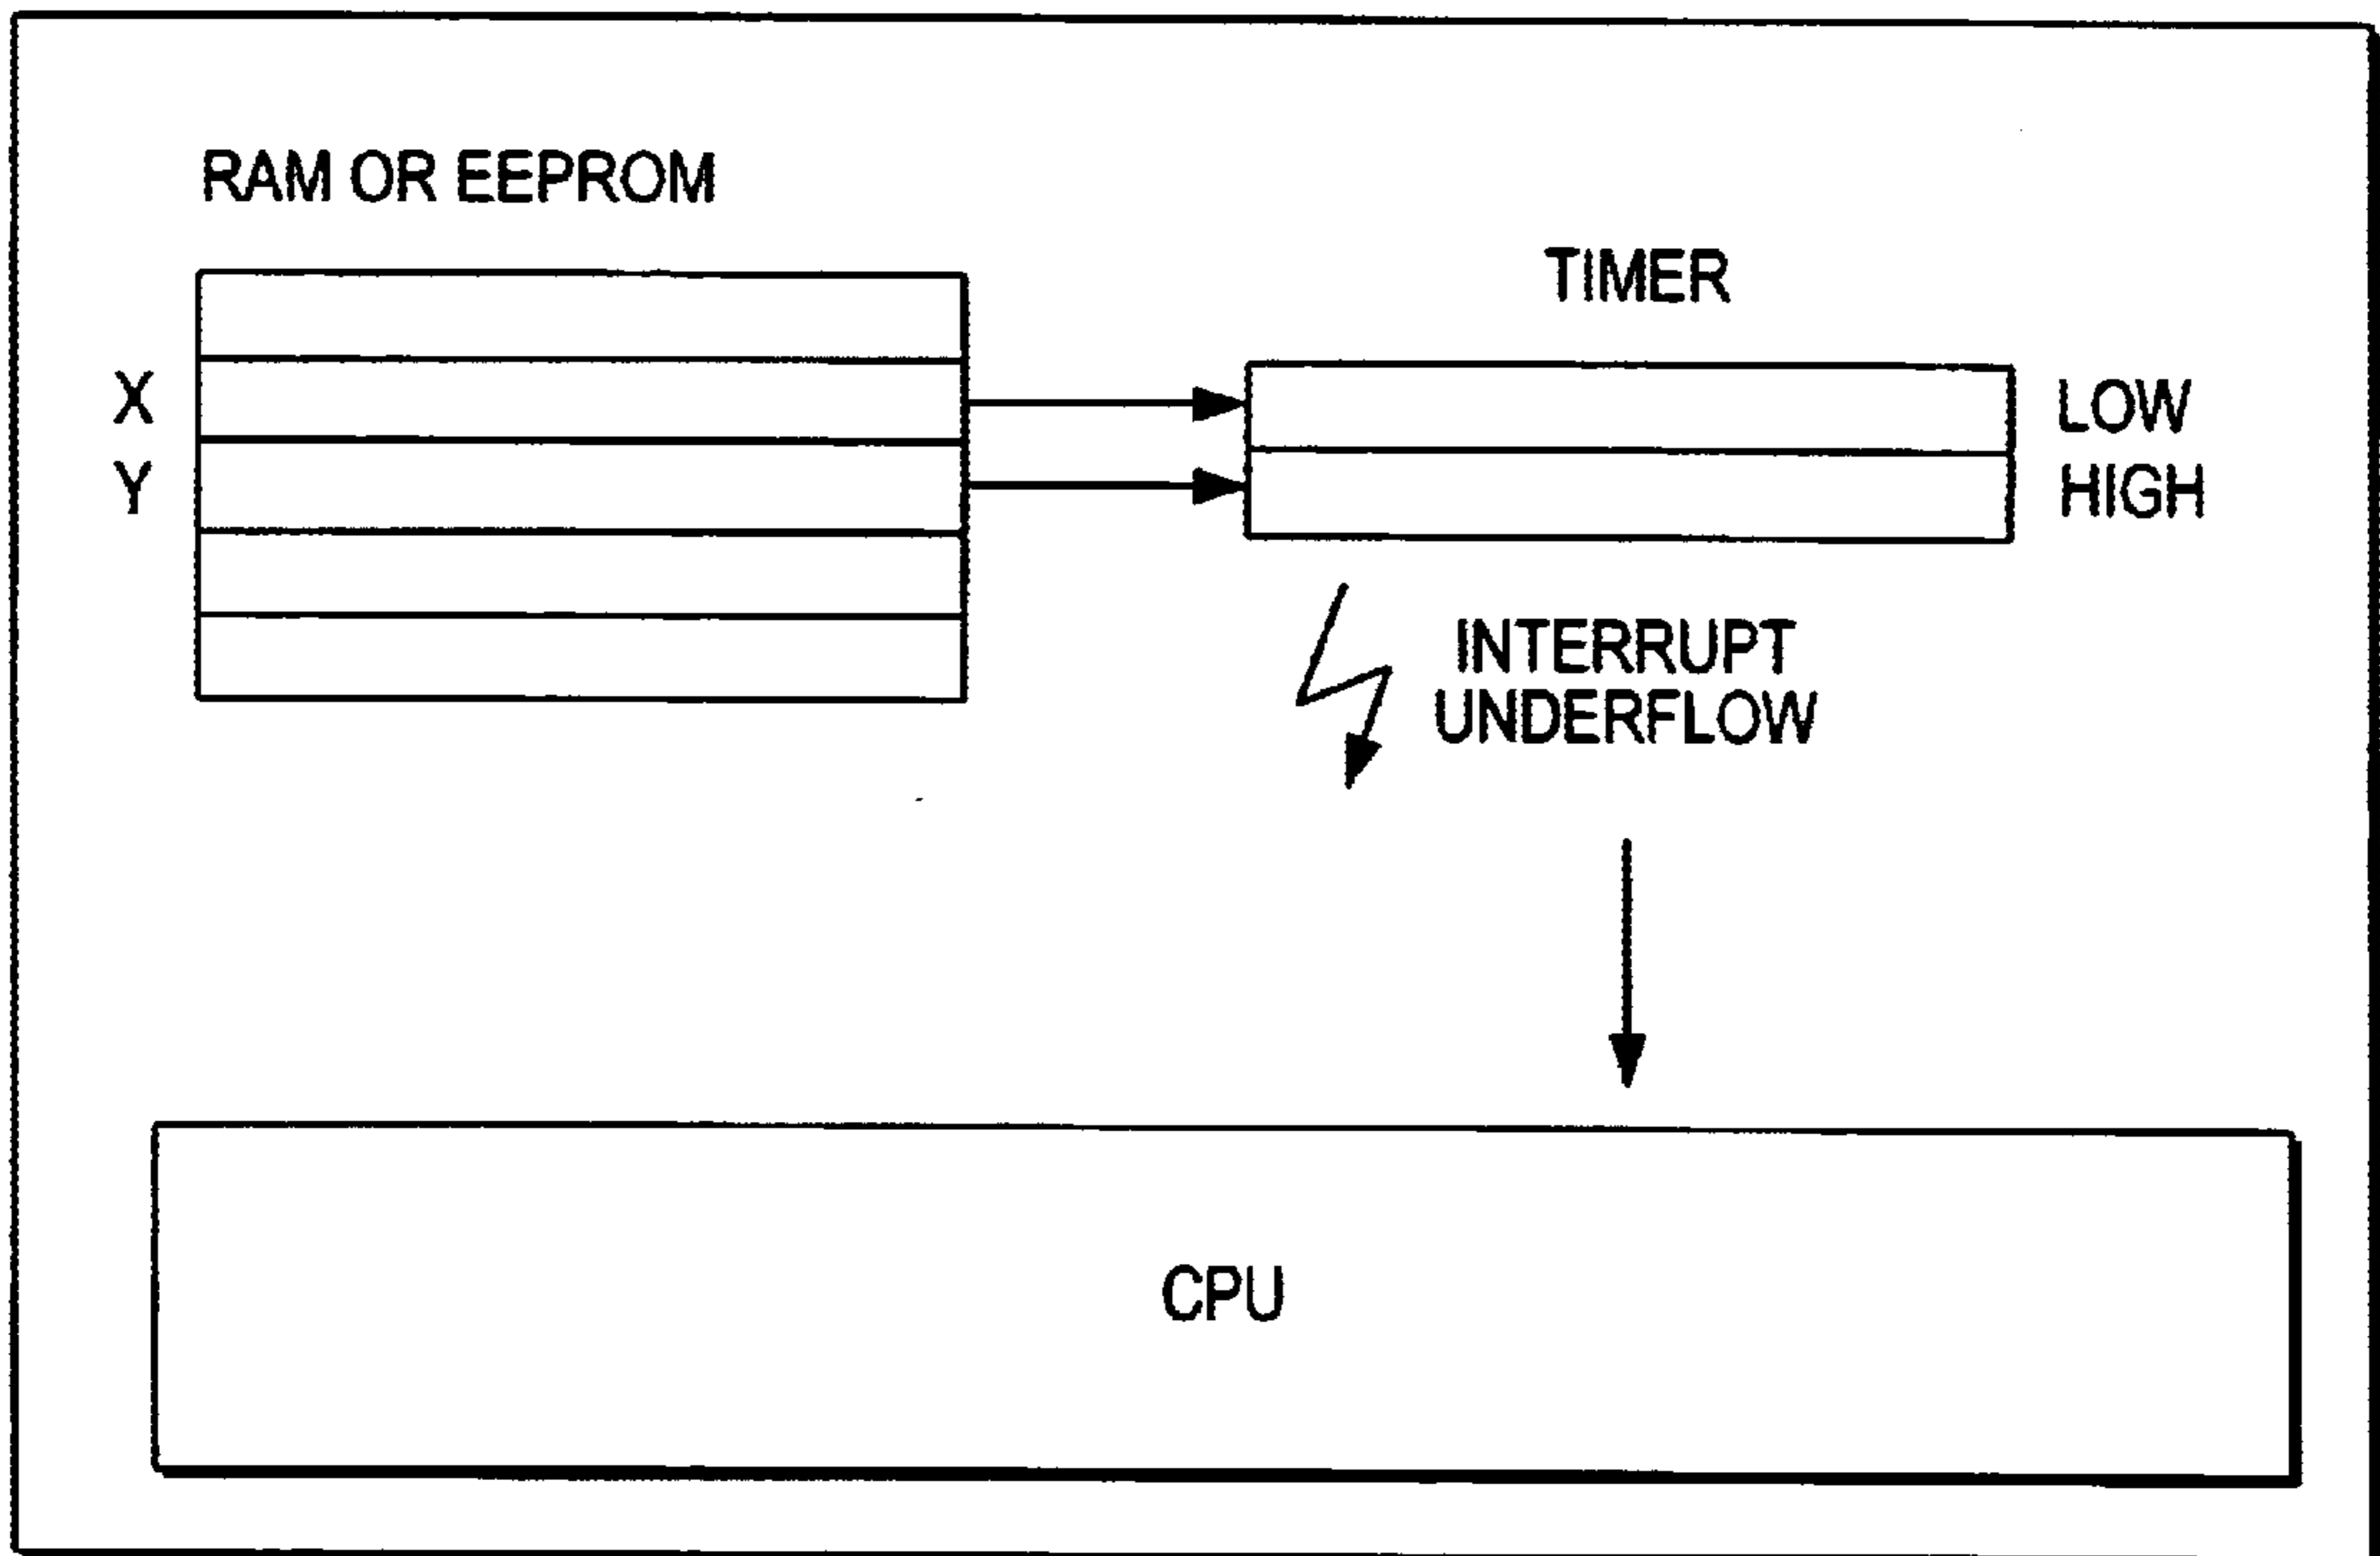 RAM OR EEPROM
TIMER
X
LOW
Y
HIGH
INTERRUPT
UNDERFLOW
CPU